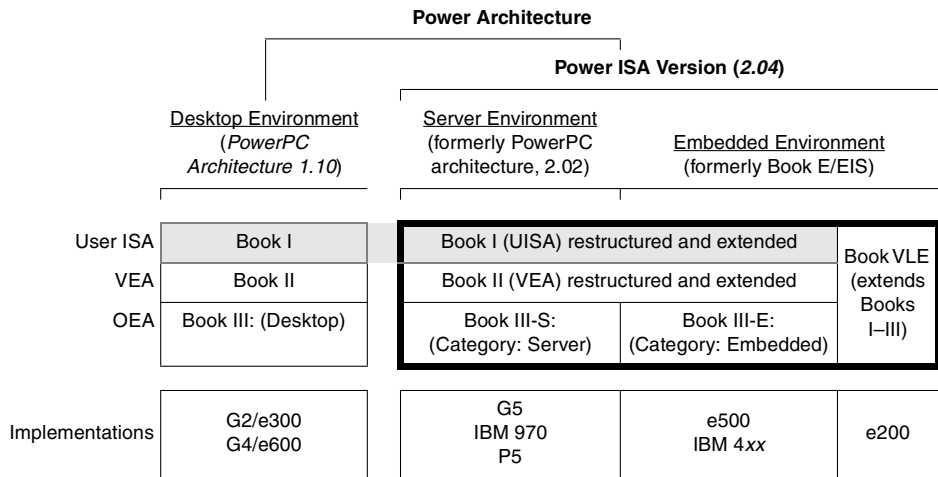 Power Architecture
Power ISA Version (2.04)
Desktop Environment
(PowerPC
Architecture 1.10)
Server Environment
(formerly PowerPC
architecture, 2.02)
Embedded Environment
(formerly Book E/EIS)
User ISA
Book I
Book I (UISA) restructured and extended
Book VLE
(extends
Books
I–III)
VEA
Book II
Book II (VEA) restructured and extended
OEA
Book III: (Desktop)
Book III-S:
(Category: Server)
Book III-E:
(Category: Embedded)
Implementations
G2/e300
G4/e600
G5
IBM 970
P5
e500
IBM 4xx
e200